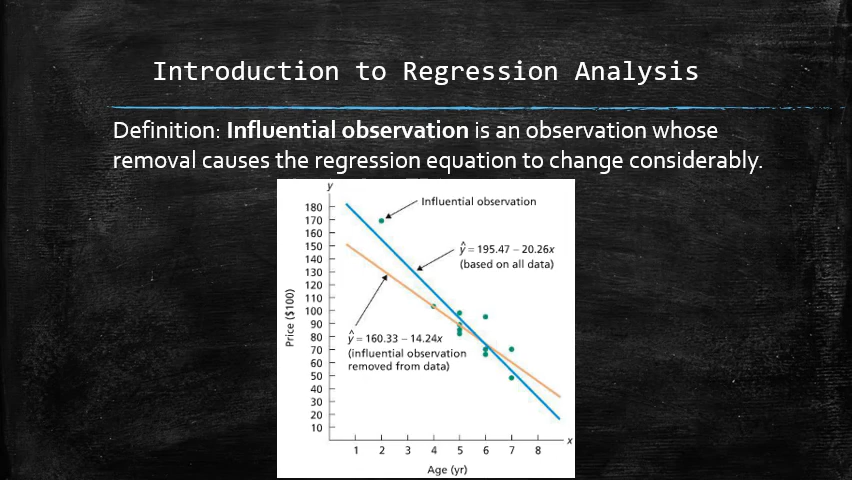 Introduction to Regression Analysis
Definition: Influential observation is an observation whose
removal causes the regression equation to change considerably.
y
180
170
160
150
140
130
120
110
100
90
80
70
60
50
40
30
20
10
Price ($100)
Influential observation
ŷ = 195.47 – 20.26x
(based on all data)
ŷ = 160.33 – 14.24x
(influential observation
removed from data)
1 2 3 4 5 6 7 8
x
Age (yr)